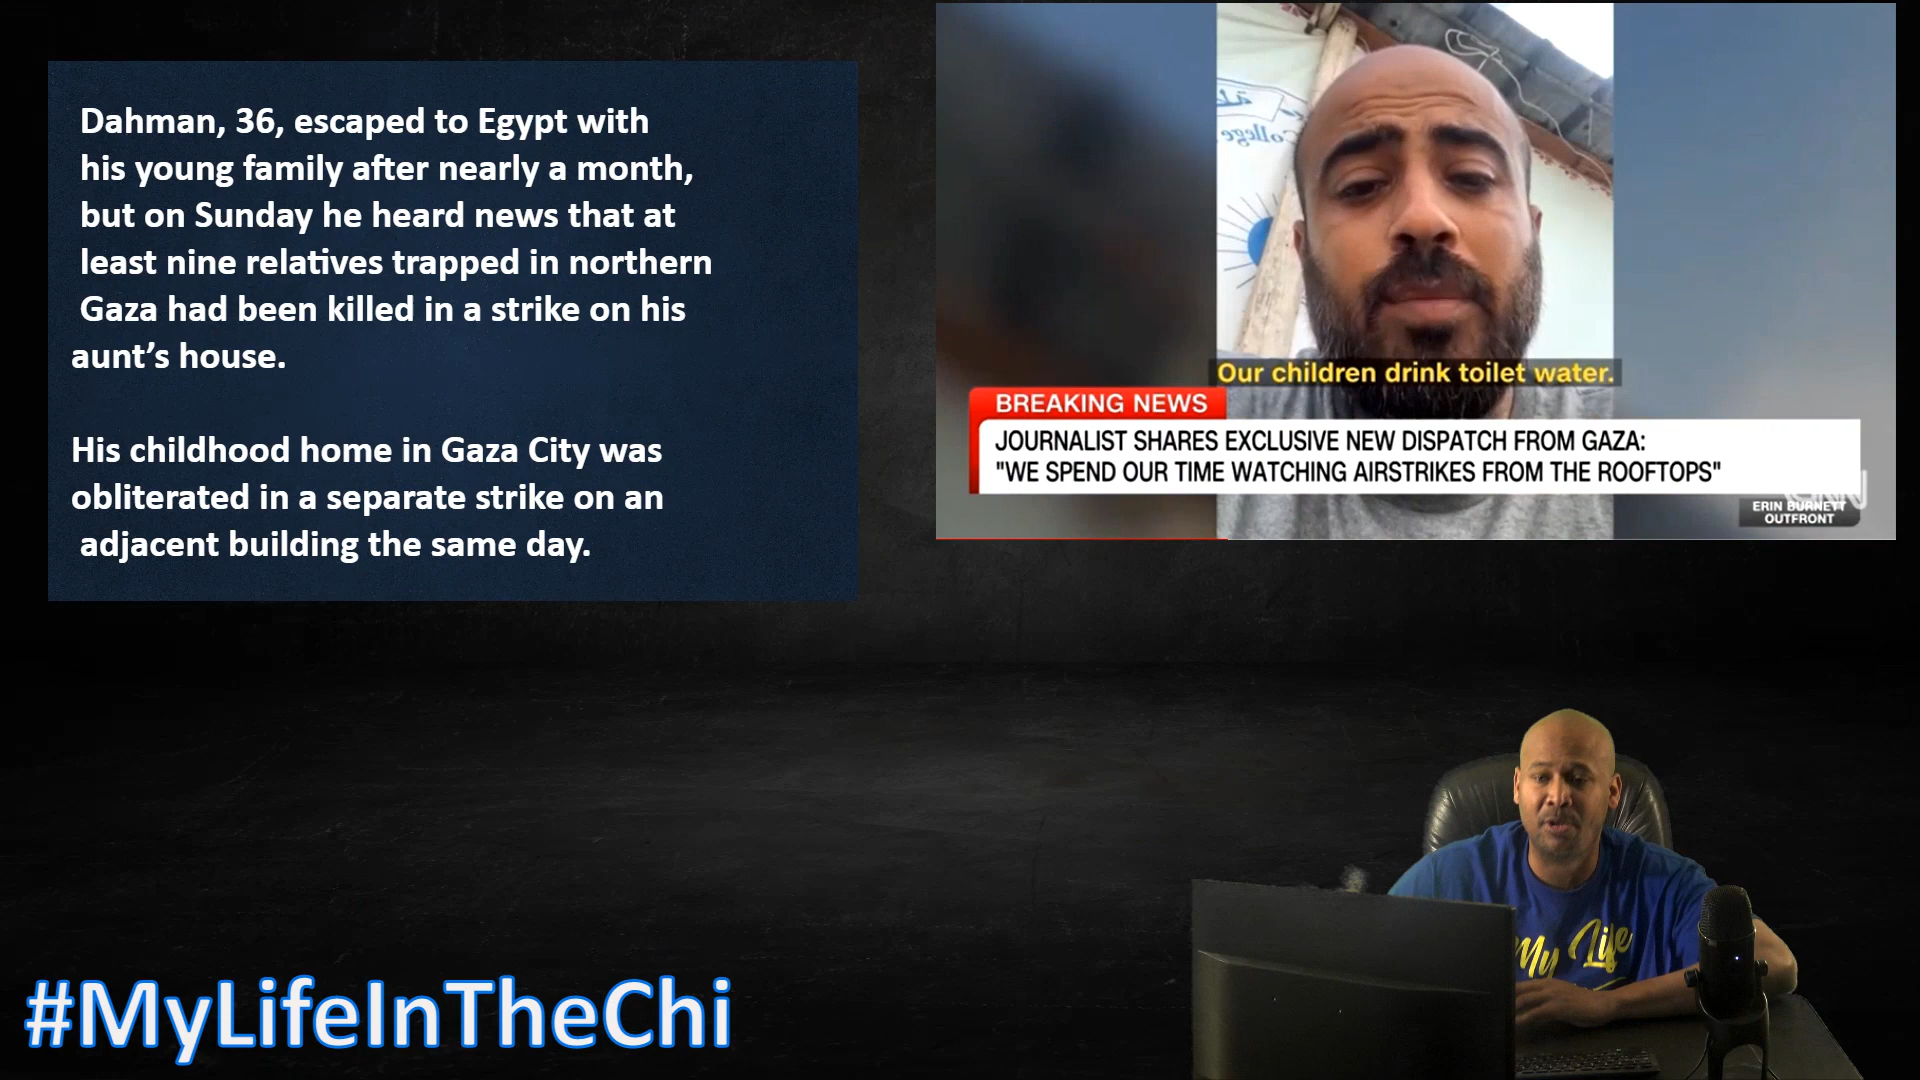 Dahman, 36, escaped to Egypt with
his young family after nearly a month,
but on Sunday he heard news that at
least nine relatives trapped in northern
Gaza had been killed in a strike on his
aunt’s house.
His childhood home in Gaza City was
obliterated in a separate strike on an
adjacent building the same day.
College
Our children drink toilet water.
BREAKING NEWS
JOURNALIST SHARES EXCLUSIVE NEW DISPATCH FROM GAZA:
"WE SPEND OUR TIME WATCHING AIRSTRIKES FROM THE ROOFTOPS"
CNN
ERIN BURNETT
OUTFRONT
My Life
#MyLifeInTheChi